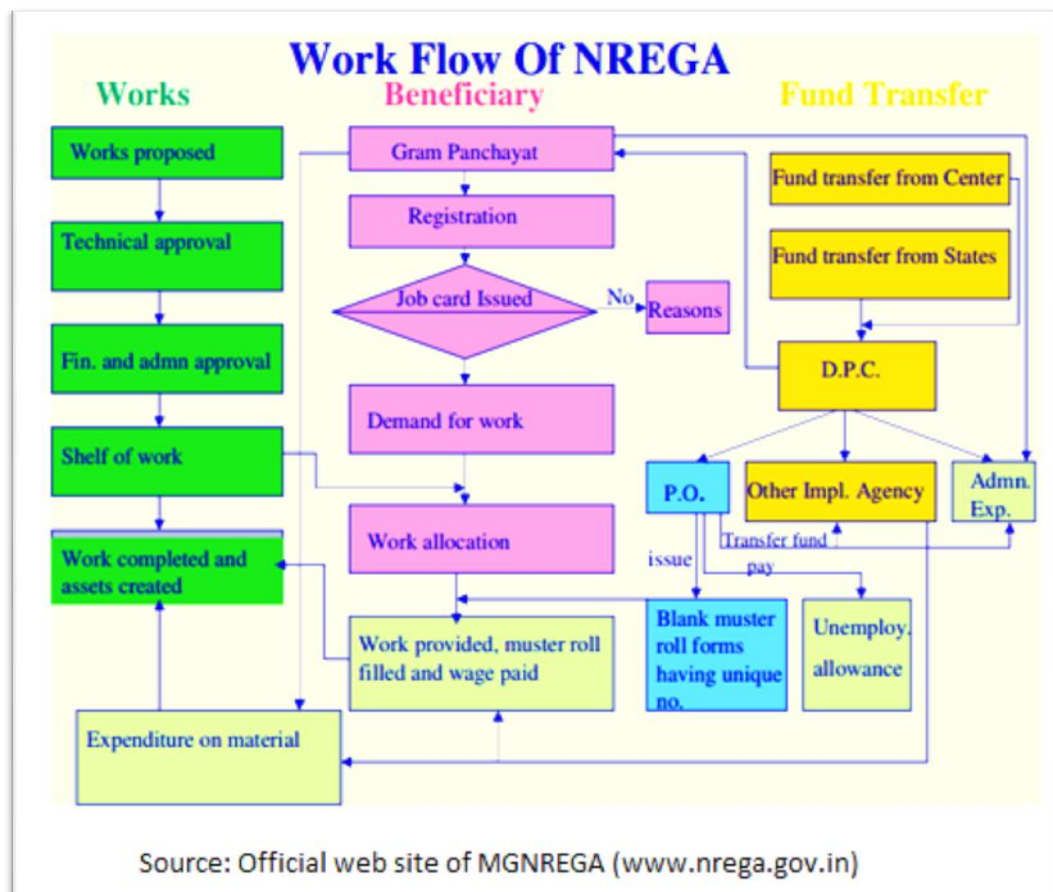 Work Flow Of NREGA
Works
Beneficiary
Fund Transfer
Works proposed
Technical approval
Fin. and admn approval
Shelf of work
Work completed and
assets created
Expenditure on material
Gram Panchayat
Registration
Job card Issued
No
Reasons
Demand for work
Work allocation
Work provided, muster roll
filled and wage paid
Fund transfer from Center
Fund transfer from States
D.P.C.
P.O.
Other Impl. Agency
Admn.
Exp.
issue
Transfer fund
pay
Blank muster
roll forms
having unique
no.
Unemploy.
allowance
Source: Official web site of MGNREGA (www.nrega.gov.in)